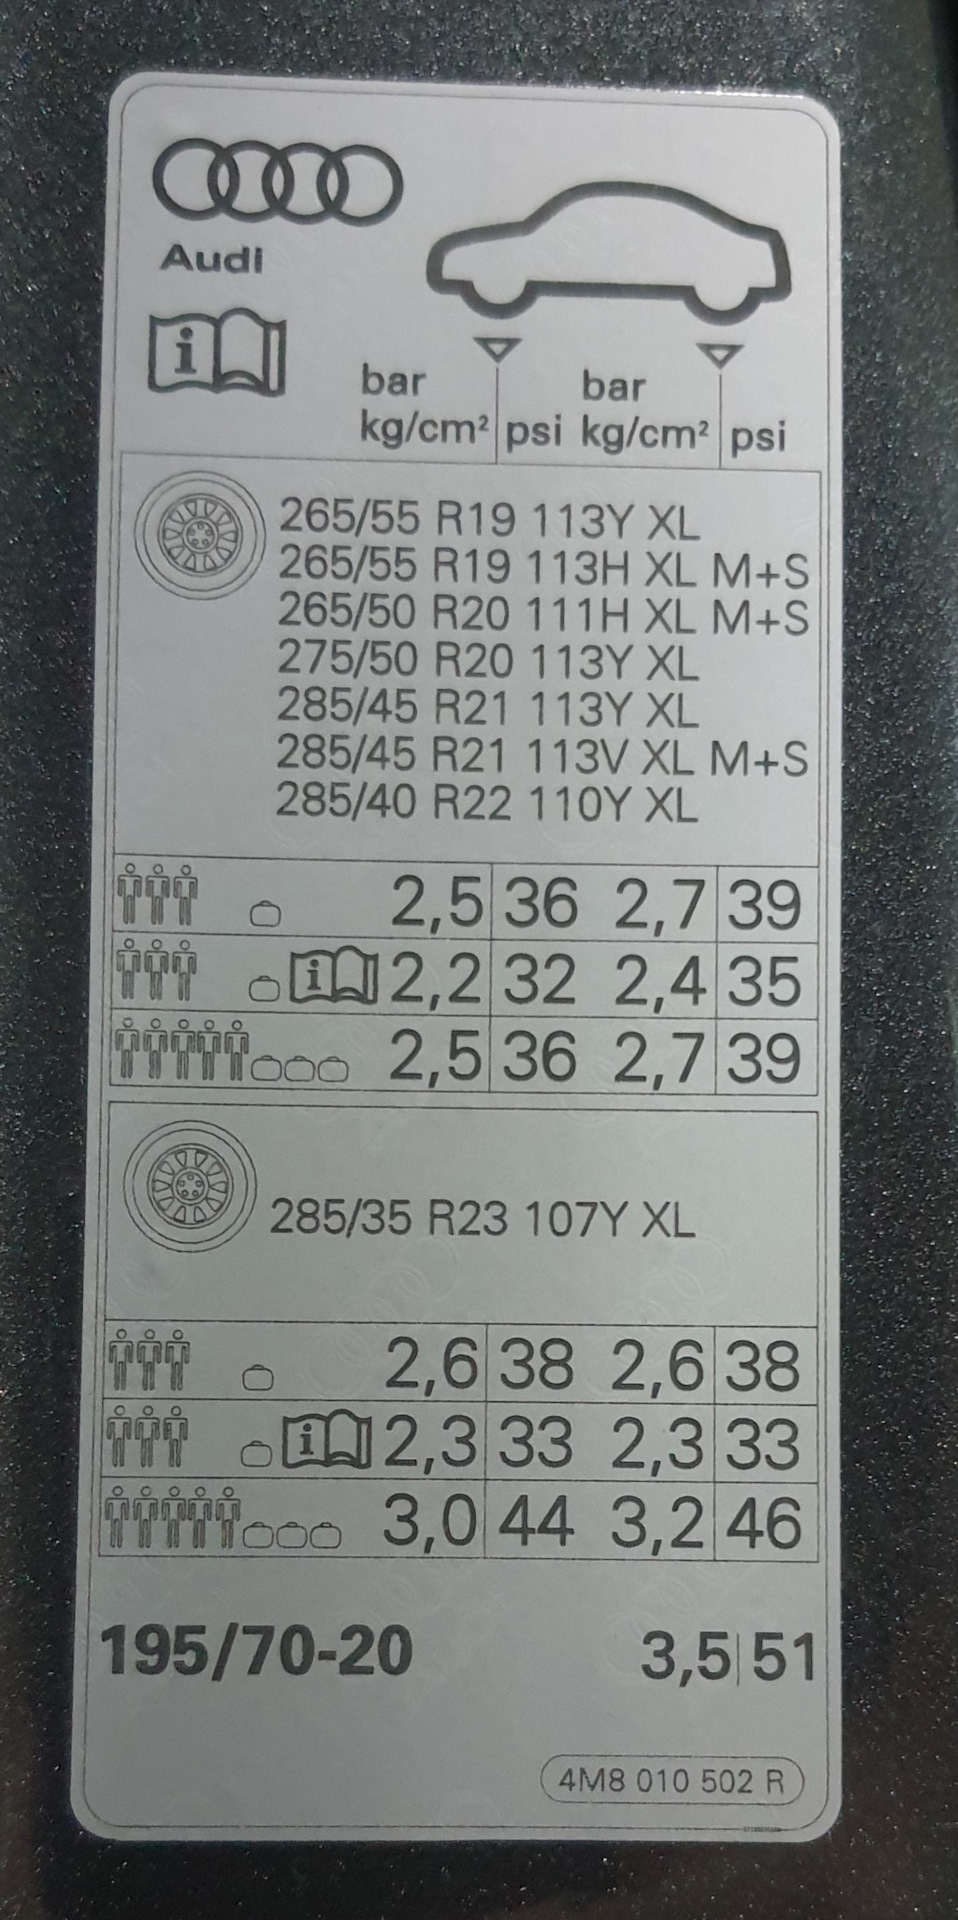 Audi
i
bar bar
kg/cm² psi kg/cm² psi
265/55 R19 113Y XL
265/55 R19 113H XL M+S
265/50 R20 111H XL M+S
275/50 R20 113Y XL
285/45 R21 113Y XL
285/45 R21 113V XL M+S
285/40 R22 110Y XL
2,5 36 2,7 39
i 2,2 32 2,4 35
2,5 36 2,7 39
285/35 R23 107Y XL
2,6 38 2,6 38
i 2,3 33 2,3 33
3,0 44 3,2 46
195/70-20 3,5 51
4M8 010 502 R